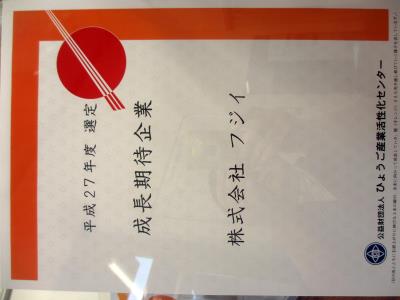 平成27年度 選定
成長期待企業
株式会社 フジイ
公益財団法人 ひょうご産業活性化センター